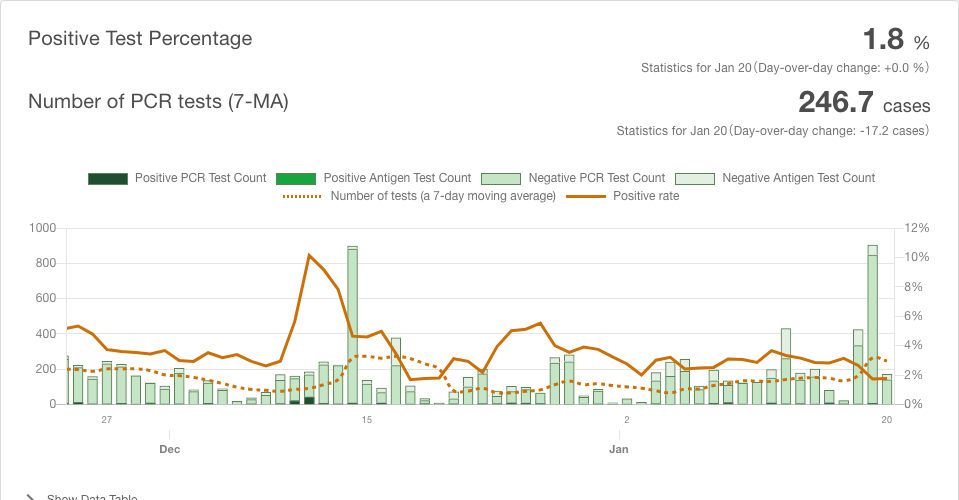 Positive Test Percentage
1.8 %
Statistics for Jan 20 (Day-over-day change: +0.0 %)
Number of PCR tests (7-MA)
246.7 cases
Statistics for Jan 20 (Day-over-day change: -17.2 cases)
Positive PCR Test Count Positive Antigen Test Count Negative PCR Test Count Negative Antigen Test Count
Number of tests (a 7-day moving average) Positive rate
1000 12%
800 10%
600 8%
400 6%
200 4%
0 2%
0%
27 15 2 20
Dec Jan
Show Data Table